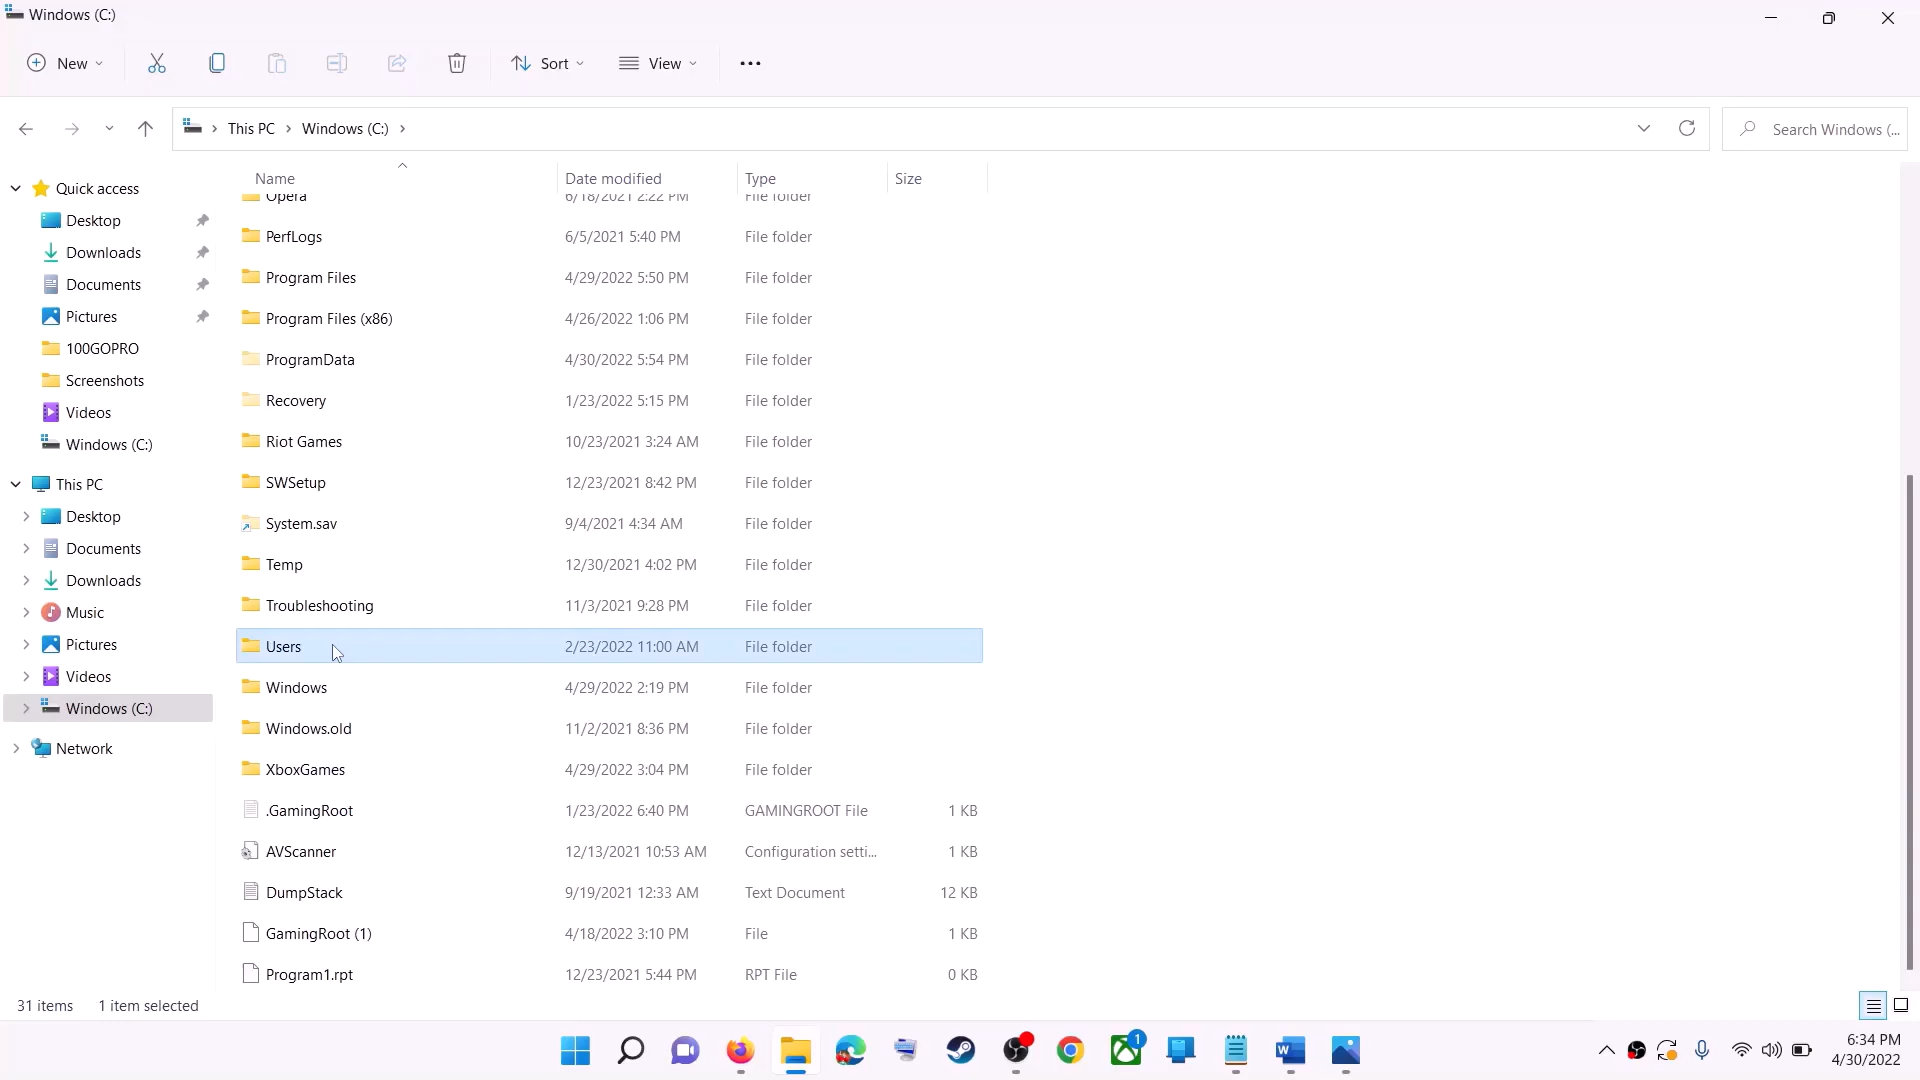 Windows (C:)
New
Sort
View
This PC
Windows (C:)
Search Windows (...
Name
Date modified
Type
Size
Quick access
Desktop
Downloads
Documents
Pictures
100GOPRO
Screenshots
Videos
Windows (C:)
This PC
Desktop
Documents
Downloads
Music
Pictures
Videos
Windows (C:)
Network
Opera 6/18/2021 2:22 PM File folder
PerfLogs 6/5/2021 5:40 PM File folder
Program Files 4/29/2022 5:50 PM File folder
Program Files (x86) 4/26/2022 1:06 PM File folder
ProgramData 4/30/2022 5:54 PM File folder
Recovery 1/23/2022 5:15 PM File folder
Riot Games 10/23/2021 3:24 AM File folder
SWSetup 12/23/2021 8:42 PM File folder
System.sav 9/4/2021 4:34 AM File folder
Temp 12/30/2021 4:02 PM File folder
Troubleshooting 11/3/2021 9:28 PM File folder
Users 2/23/2022 11:00 AM File folder
Windows 4/29/2022 2:19 PM File folder
Windows.old 11/2/2021 8:36 PM File folder
XboxGames 4/29/2022 3:04 PM File folder
.GamingRoot 1/23/2022 6:40 PM GAMINGROOT File 1 KB
AVScanner 12/13/2021 10:53 AM Configuration setti... 1 KB
DumpStack 9/19/2021 12:33 AM Text Document 12 KB
GamingRoot (1) 4/18/2022 3:10 PM File 1 KB
Program1.rpt 12/23/2021 5:44 PM RPT File 0 KB
31 items 1 item selected
1
W
6:34 PM
4/30/2022